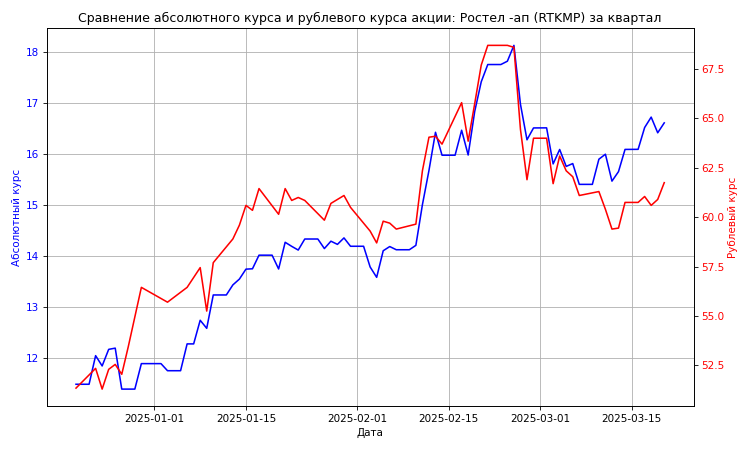 Сравнение абсолютного курса и рублевого курса акции: Ростел -ап (RTKMP) за квартал
18
17
16
15
14
13
12
Абсолютный курс
67.5
65.0
62.5
60.0
57.5
55.0
52.5
Рублевый курс
2025-01-01 2025-01-15 2025-02-01 2025-02-15 2025-03-01 2025-03-15
Дата